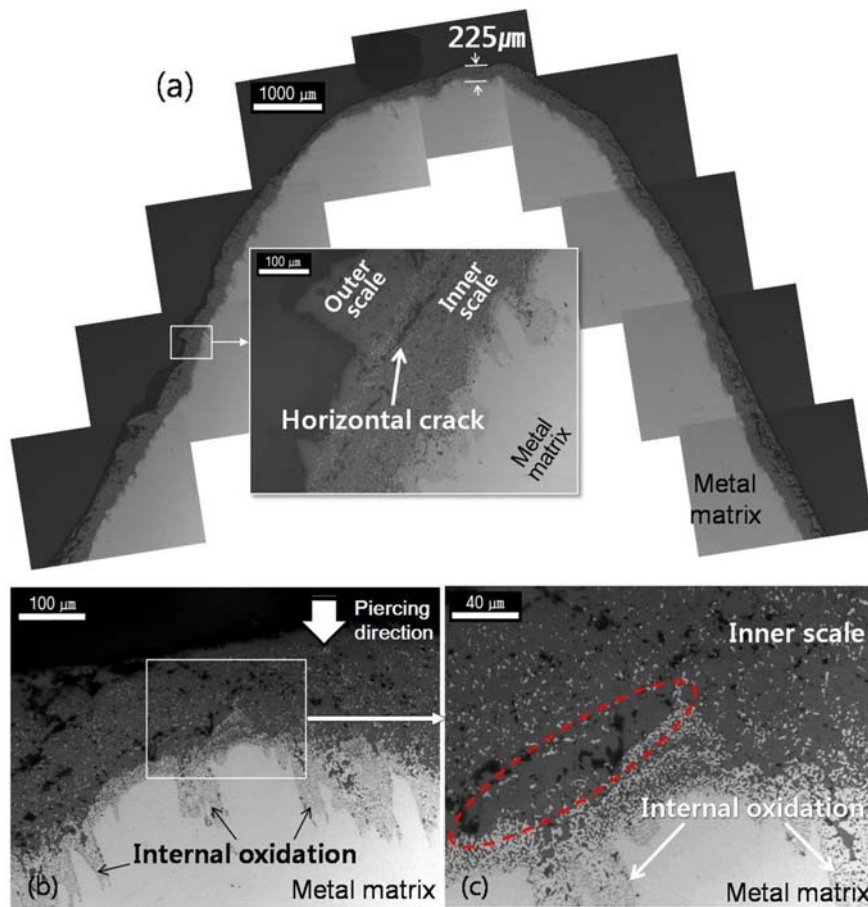 225μm
(a)
1000 μm
100 μm
Outer
scale
Inner
scale
Horizontal crack
Metal
matrix
Metal
matrix
100 μm
Piercing
direction
Internal oxidation
(b)
Metal matrix
40 μm
Inner scale
Internal oxidation
(c)
Metal matrix